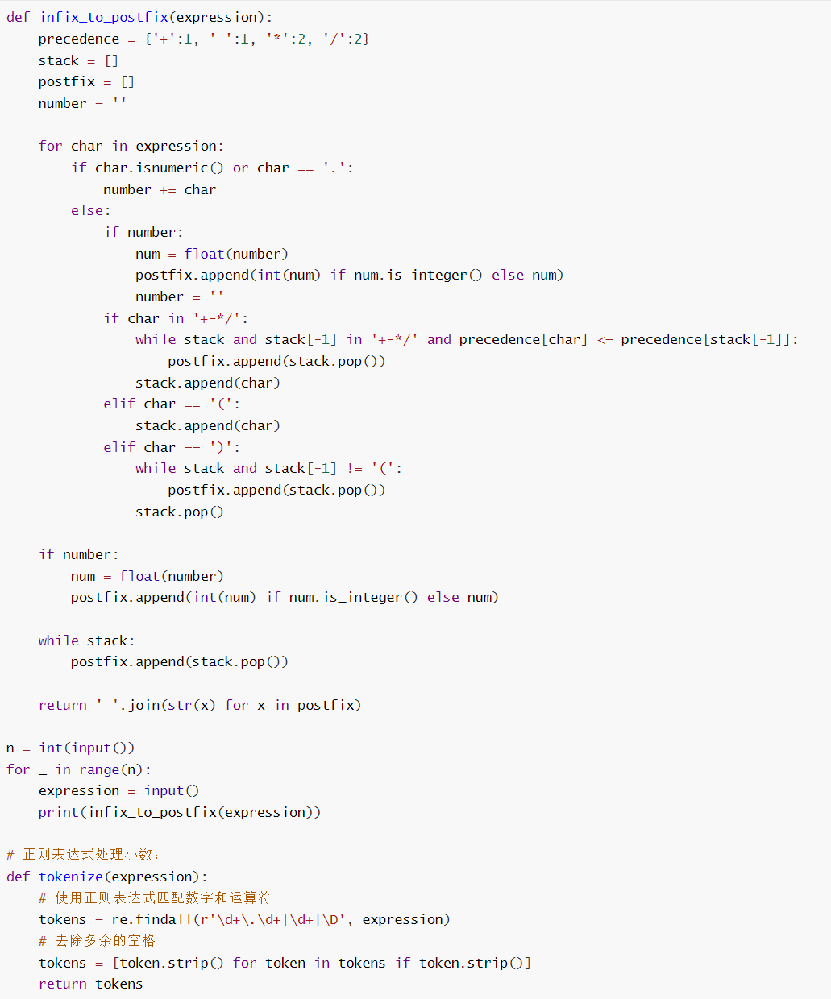 def infix_to_postfix(expression):
    precedence = {'+':1, '-':1, '*':2, '/':2}
    stack = []
    postfix = []
    number = ''

    for char in expression:
        if char.isnumeric() or char == '.':
            number += char
        else:
            if number:
                num = float(number)
                postfix.append(int(num) if num.is_integer() else num)
                number = ''
            if char in '+-*/':
                while stack and stack[-1] in '+-*/' and precedence[char] <= precedence[stack[-1]]:
                    postfix.append(stack.pop())
                stack.append(char)
            elif char == '(':
                stack.append(char)
            elif char == ')':
                while stack and stack[-1] != '(':
                    postfix.append(stack.pop())
                stack.pop()

    if number:
        num = float(number)
        postfix.append(int(num) if num.is_integer() else num)

    while stack:
        postfix.append(stack.pop())

    return ' '.join(str(x) for x in postfix)

n = int(input())
for _ in range(n):
    expression = input()
    print(infix_to_postfix(expression))

# 正则表达式处理小数：
def tokenize(expression):
    # 使用正则表达式匹配数字和运算符
    tokens = re.findall(r'\d+\.\d+|\d+|\D', expression)
    # 去除多余的空格
    tokens = [token.strip() for token in tokens if token.strip()]
    return tokens